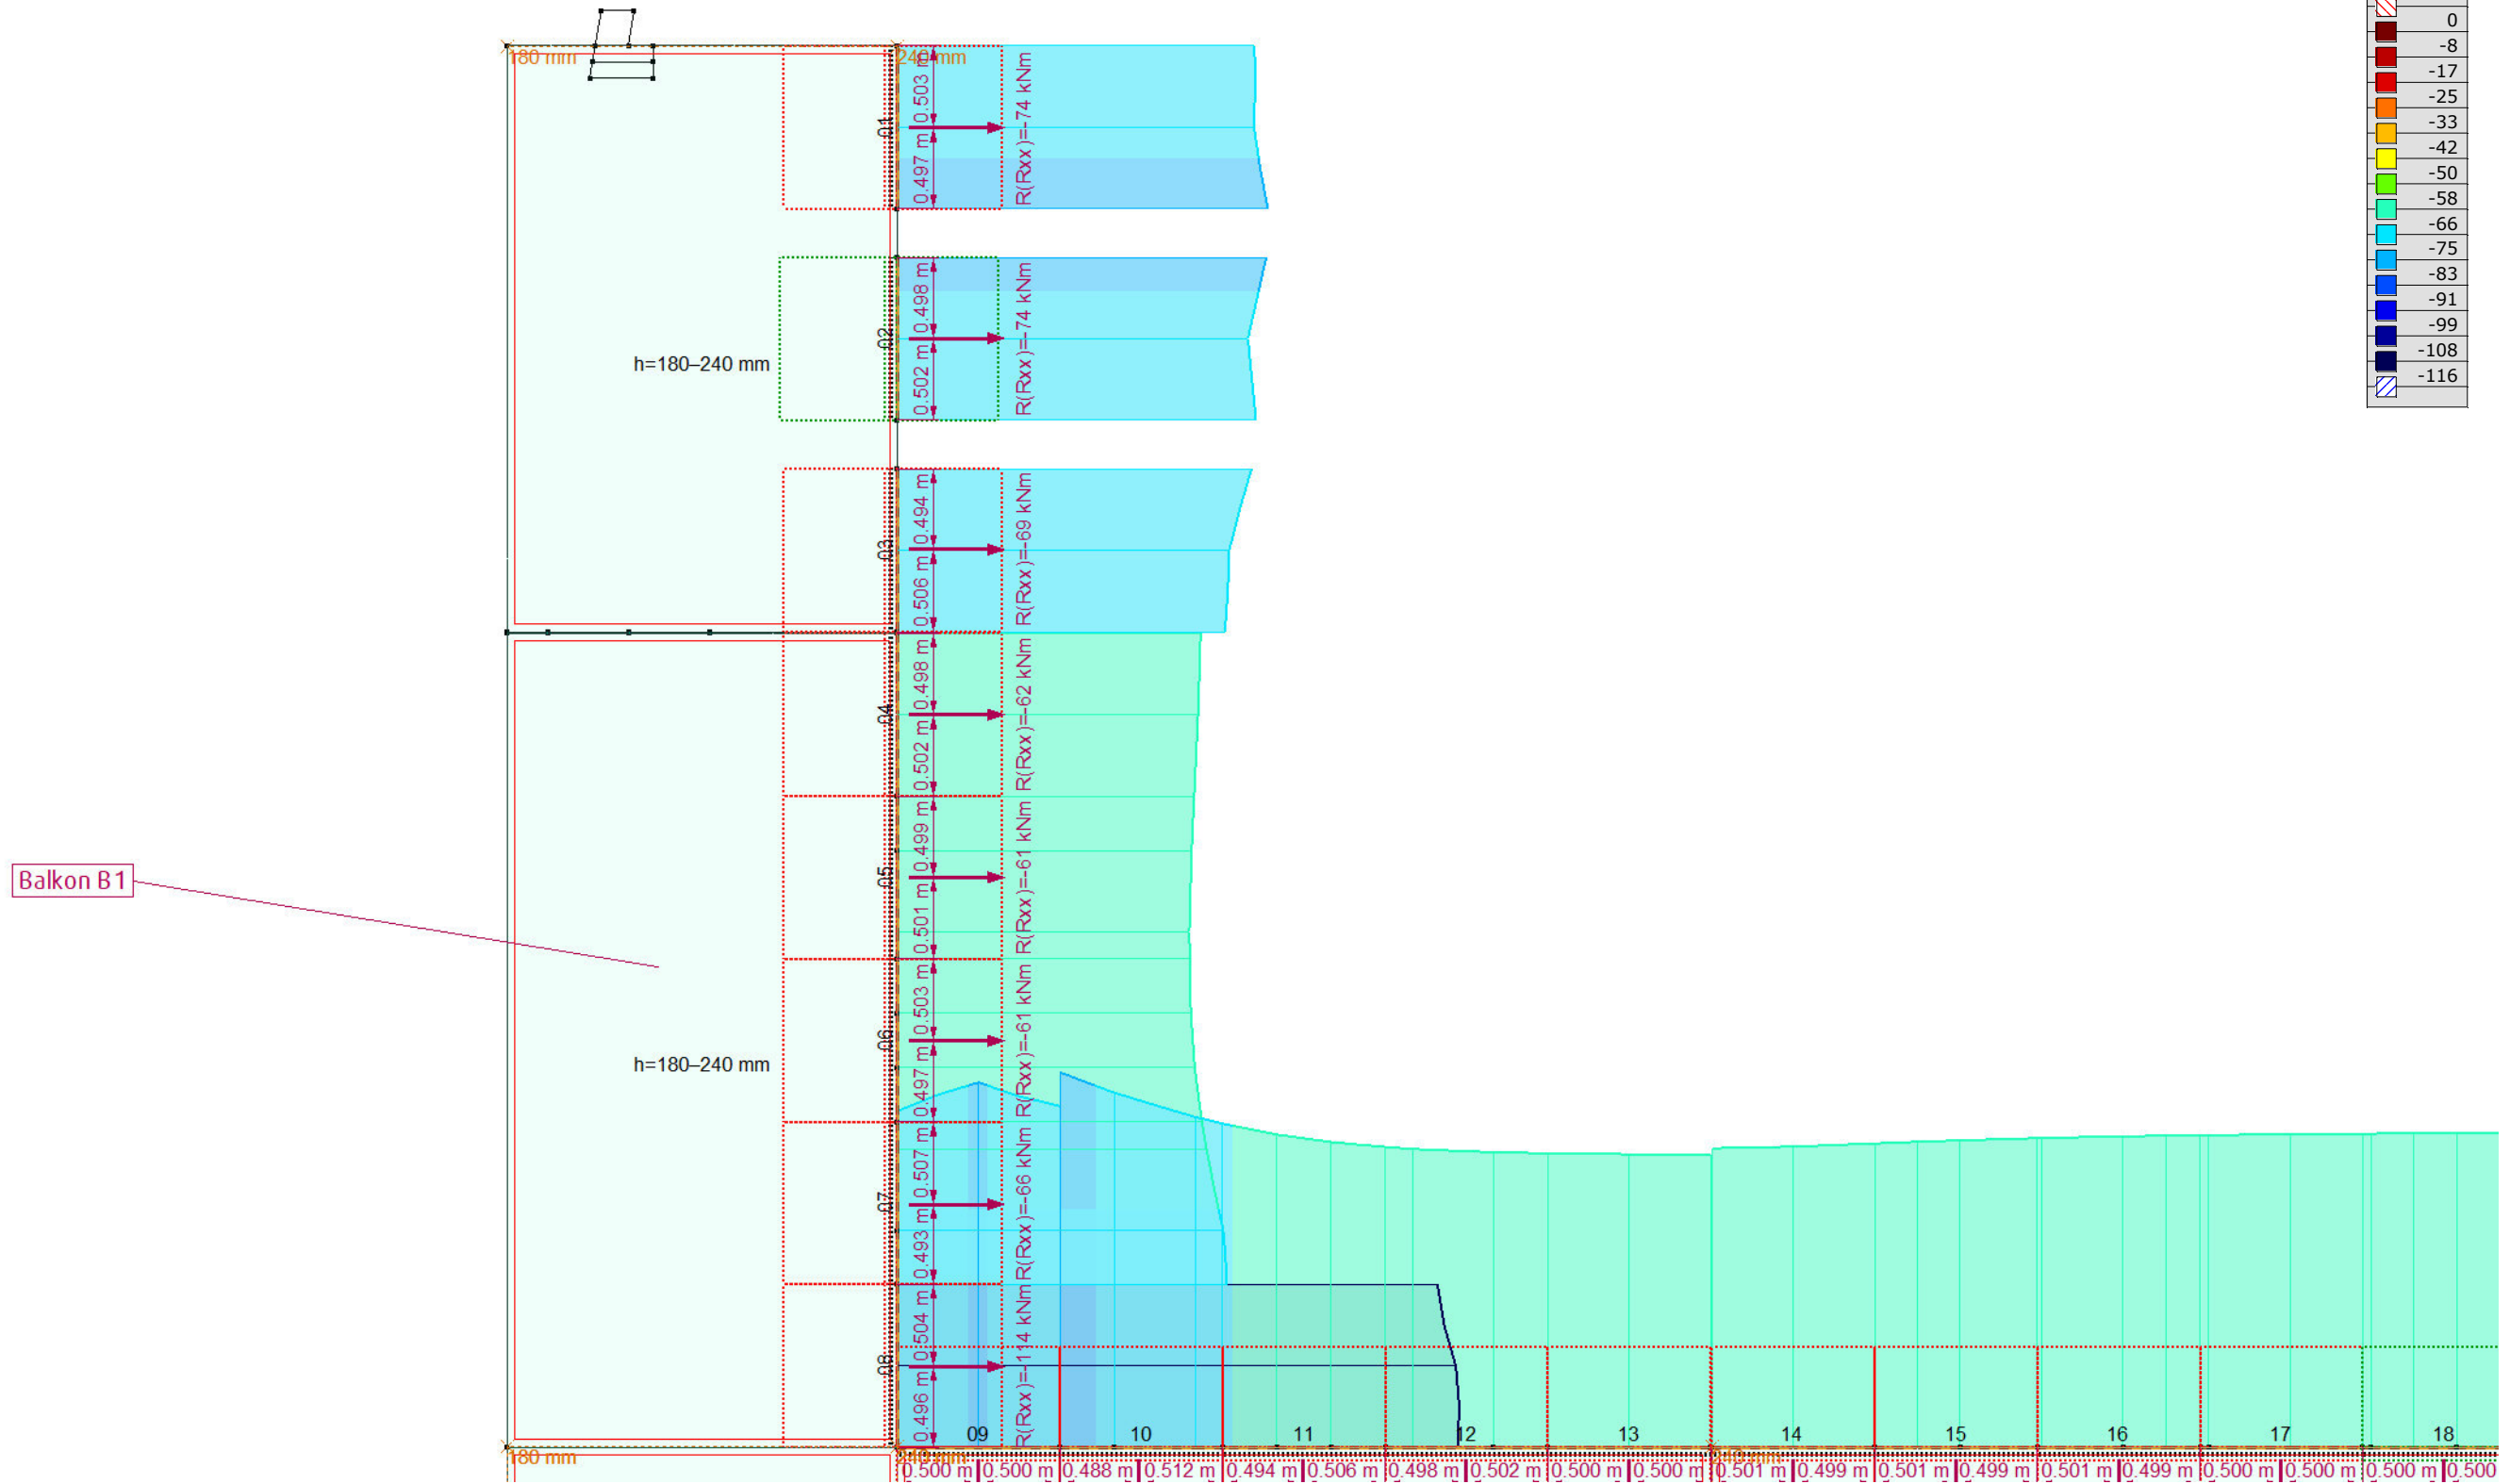 0
-8
-17
-25
-33
-42
-50
-58
-66
-75
-83
-91
-99
-108
-116
180 mm
240 mm
01
0.503 m
0.497 m
R(Rxx)=-74 kNm
h=180–240 mm
02
0.498 m
0.502 m
R(Rxx)=-74 kNm
03
0.494 m
0.506 m
R(Rxx)=-69 kNm
04
0.498 m
0.502 m
R(Rxx)=-62 kNm
Balkon B1
05
0.499 m
0.501 m
R(Rxx)=-61 kNm
h=180–240 mm
06
0.503 m
0.497 m
R(Rxx)=-61 kNm
07
0.507 m
0.493 m
R(Rxx)=-66 kNm
08
0.504 m
0.496 m
R(Rxx)=-114 kNm
09 10 11 12 13 14 15 16 17 18
180 mm
240 mm
240 mm
0.500 m 0.500 m 0.488 m 0.512 m 0.494 m 0.506 m 0.498 m 0.502 m 0.500 m 0.500 m 0.501 m 0.499 m 0.501 m 0.499 m 0.501 m 0.499 m 0.500 m 0.500 m 0.500 m 0.500